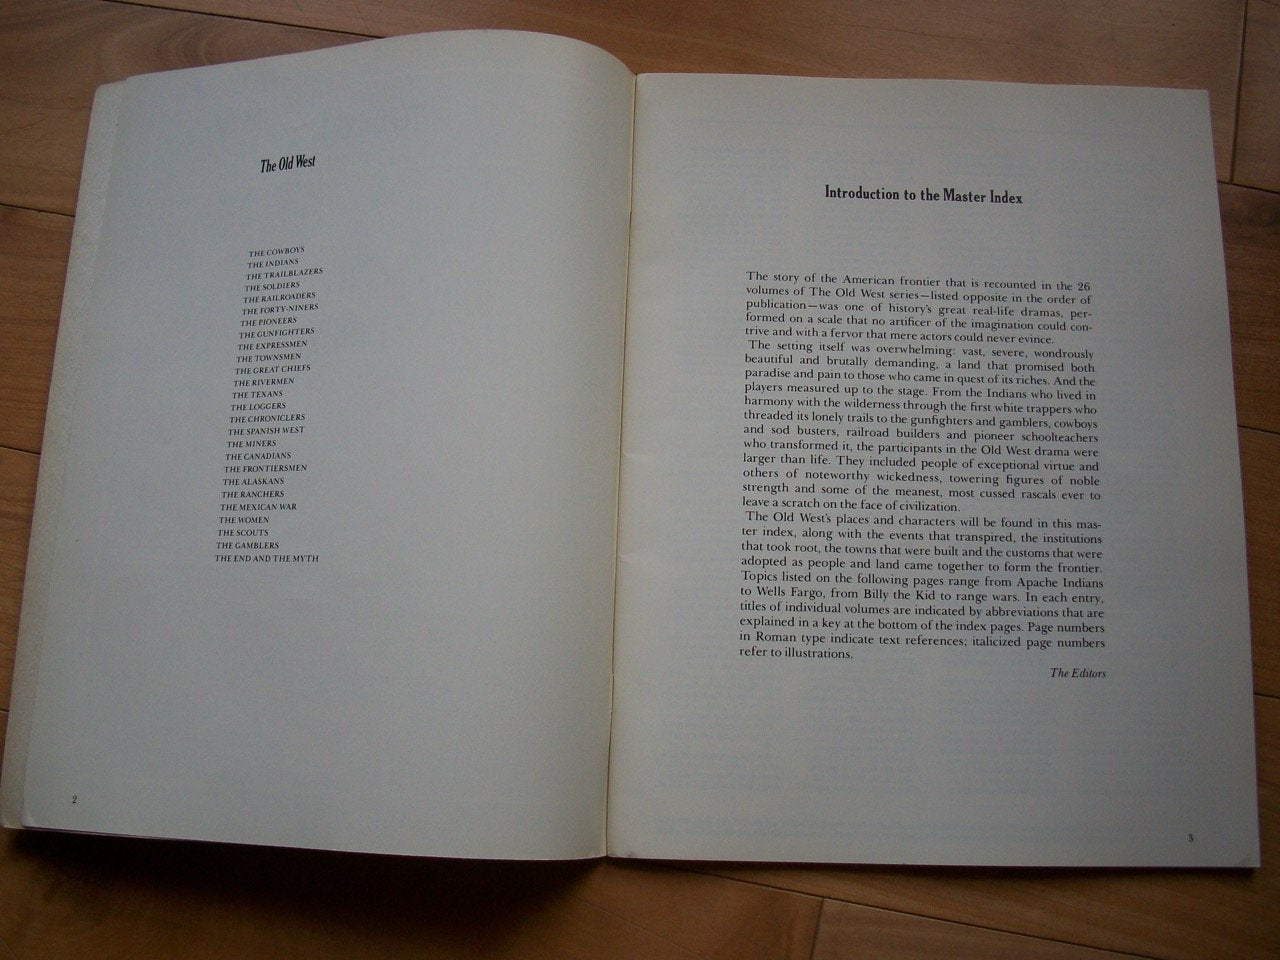 The Old West
THE COWBOYS
THE INDIANS
THE TRAILBLAZERS
THE SOLDIERS
THE RAILROADERS
THE FORTY-NINERS
THE PIONEERS
THE GUNFIGHTERS
THE EXPRESSMEN
THE TOWNSMEN
THE GREAT CHIEFS
THE RIVERMEN
THE TEXANS
THE LOGGERS
THE CHRONICLERS
THE SPANISH WEST
THE MINERS
THE CANADIANS
THE FRONTIERSMEN
THE ALASKANS
THE RANCHERS
THE MEXICAN WAR
THE WOMEN
THE SCOUTS
THE GAMBLERS
THE END AND THE MYTH
2
Introduction to the Master Index
The story of the American frontier that is recounted in the 26
volumes of The Old West series—listed opposite in the order of
publication—was one of history's great real-life dramas, per-
formed on a scale that no artificer of the imagination could con-
trive and with a fervor that mere actors could never evince.
The setting itself was overwhelming: vast, severe, wondrously
beautiful and brutally demanding, a land that promised both
paradise and pain to those who came in quest of its riches. And the
players measured up to the stage. From the Indians who lived in
harmony with the wilderness through the first white trappers who
threaded its lonely trails to the gunfighters and gamblers, cowboys
and sod busters, railroad builders and pioneer schoolteachers
who transformed it, the participants in the Old West drama were
larger than life. They included people of exceptional virtue and
others of noteworthy wickedness, towering figures of noble
strength and some of the meanest, most cussed rascals ever to
leave a scratch on the face of civilization.
The Old West's places and characters will be found in this mas-
ter index, along with the events that transpired, the institutions
that took root, the towns that were built and the customs that were
adopted as people and land came together to form the frontier.
Topics listed on the following pages range from Apache Indians
to Wells Fargo, from Billy the Kid to range wars. In each entry,
titles of individual volumes are indicated by abbreviations that are
explained in a key at the bottom of the index pages. Page numbers
in Roman type indicate text references; italicized page numbers
refer to illustrations.
The Editors
3